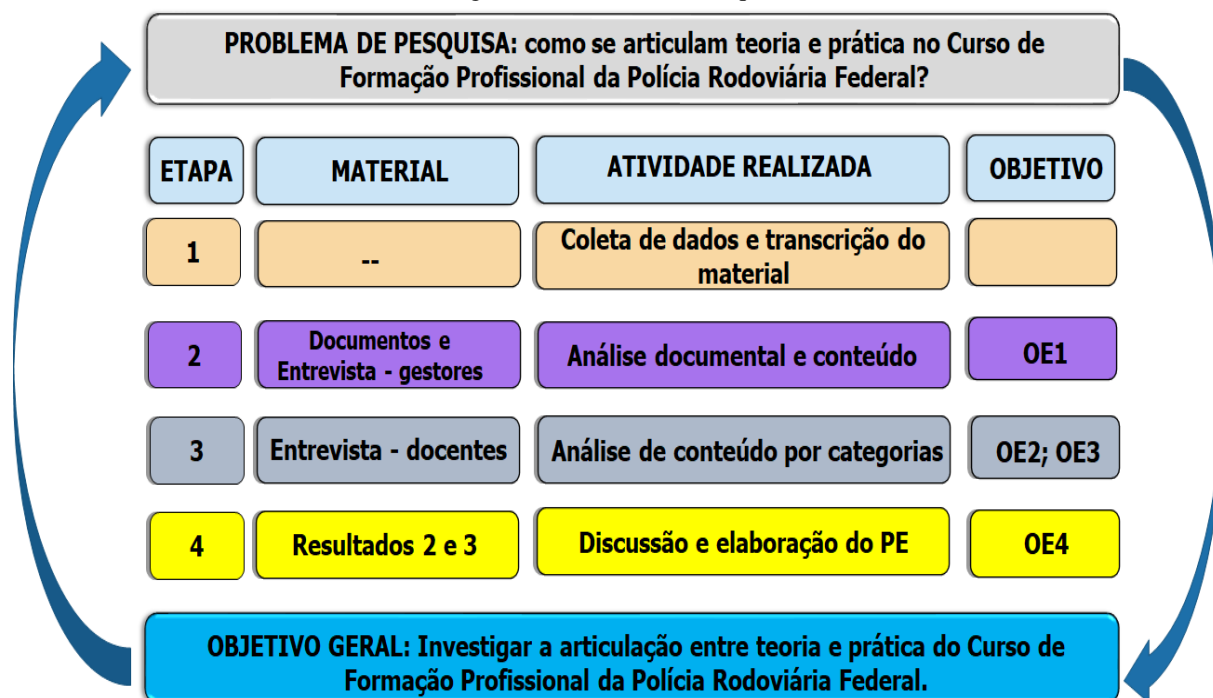 PROBLEMA DE PESQUISA: como se articulam teoria e prática no Curso de
Formação Profissional da Polícia Rodoviária Federal?
ETAPA
MATERIAL
ATIVIDADE REALIZADA
OBJETIVO
1
--
Coleta de dados e transcrição do
material
2
Documentos e
Entrevista - gestores
Análise documental e conteúdo
OE1
3
Entrevista - docentes
Análise de conteúdo por categorias
OE2; OE3
4
Resultados 2 e 3
Discussão e elaboração do PE
OE4
OBJETIVO GERAL: Investigar a articulação entre teoria e prática do Curso de
Formação Profissional da Polícia Rodoviária Federal.